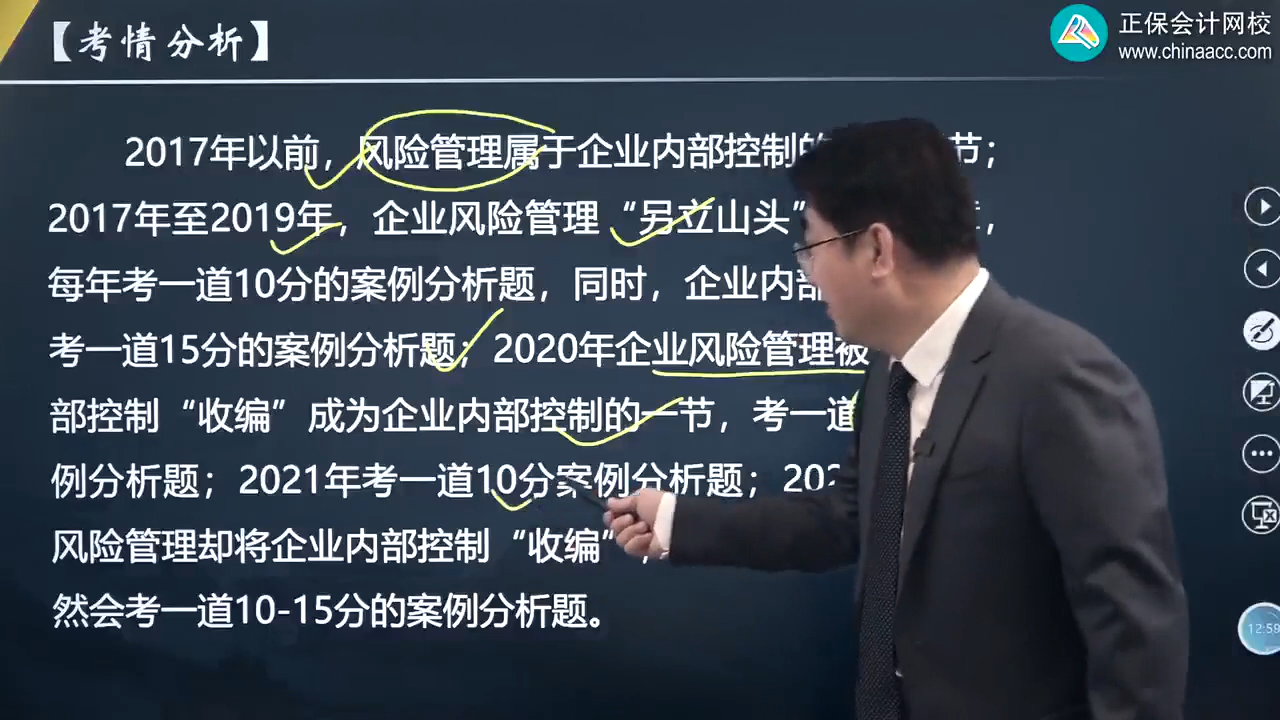 【考情分析】
正保会计网校
www.chinaacc.com
2017年以前，风险管理属于企业内部控制的 节；
2017年至2019年，企业风险管理“另立山头” ，
每年考一道10分的案例分析题，同时，企业内部
考一道15分的案例分析题；2020年企业风险管理被
部控制“收编”成为企业内部控制的一节，考一道
例分析题；2021年考一道10分案例分析题；202
风险管理却将企业内部控制“收编”，
然会考一道10-15分的案例分析题。
12:59